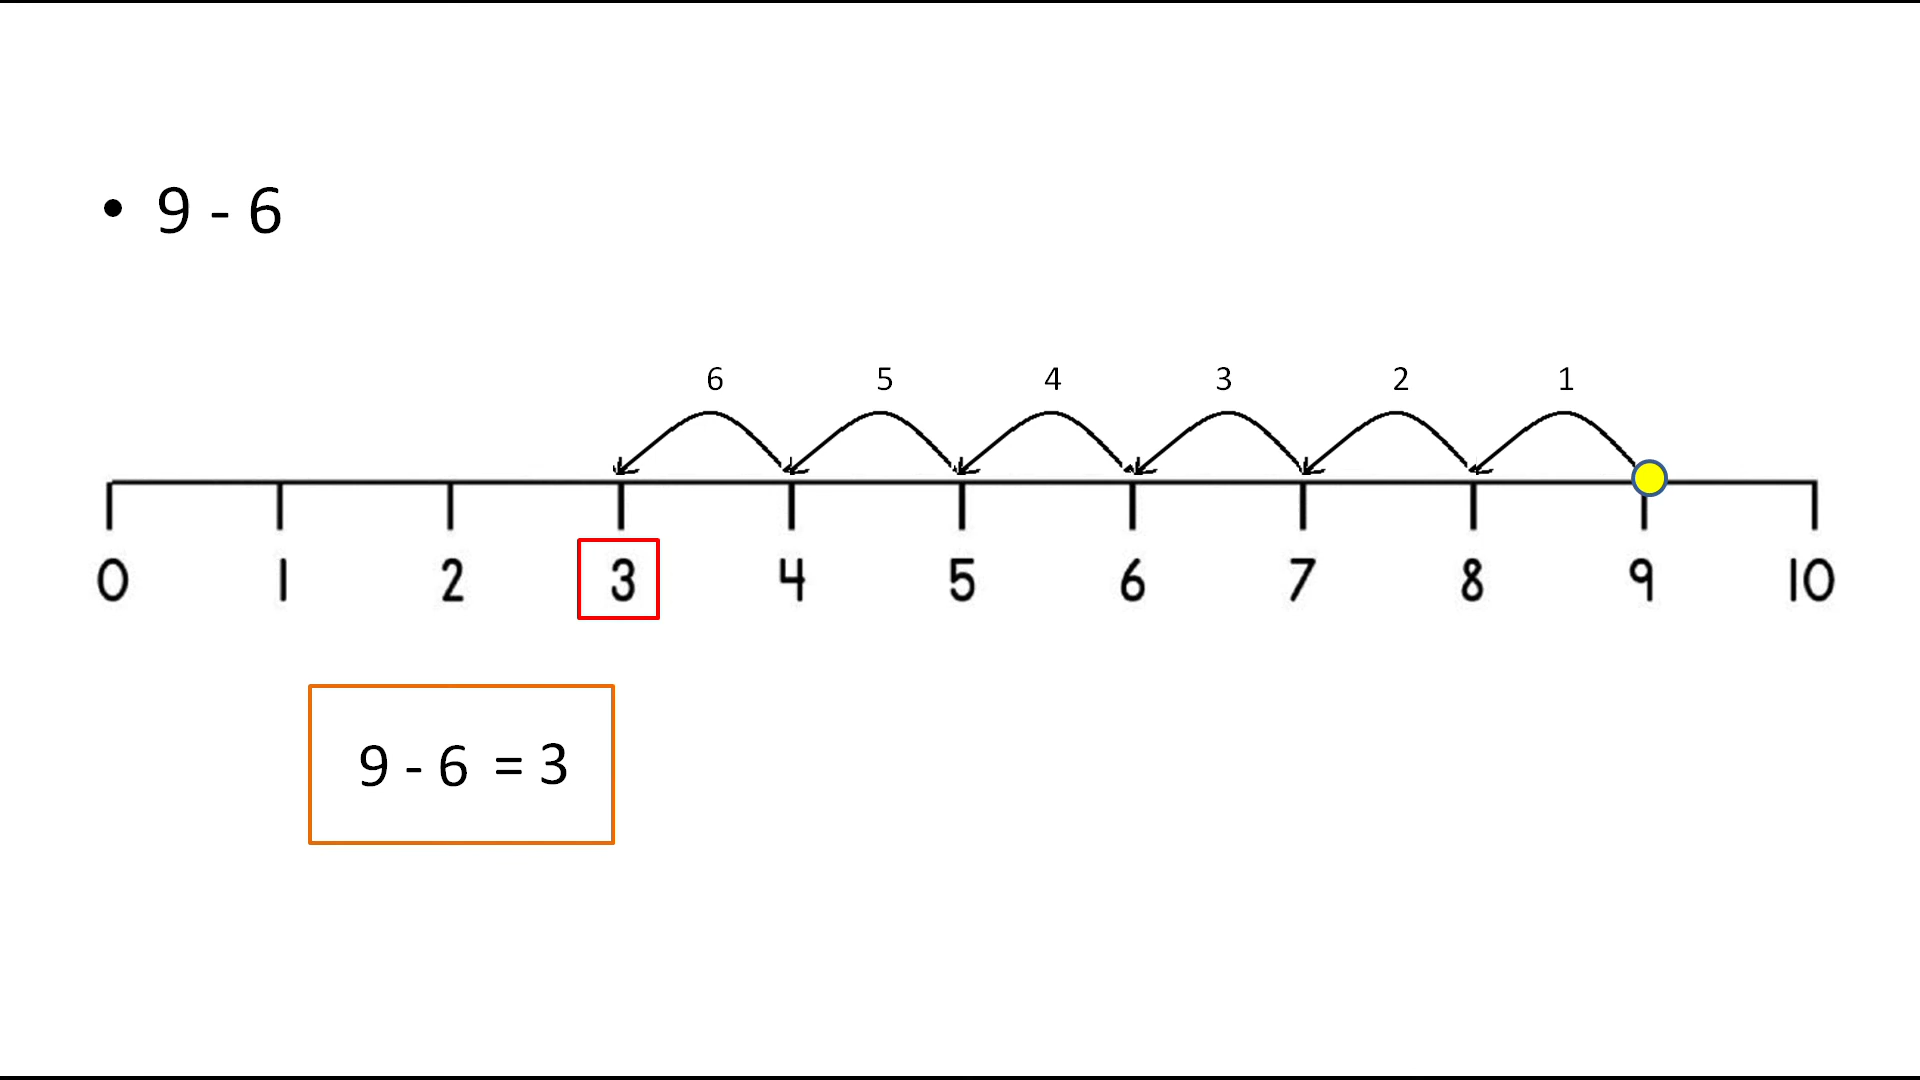 • 9 - 6
6 5 4 3 2 1
0 1 2 3 4 5 6 7 8 9 10
9 - 6 = 3